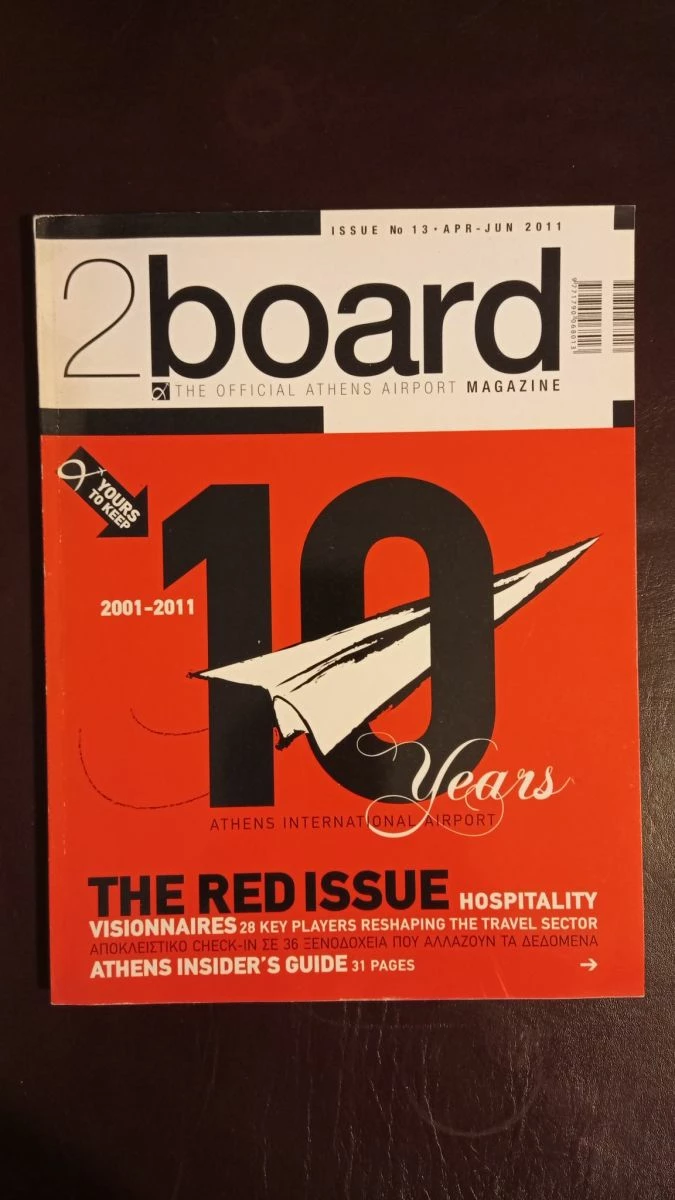 ISSUE No 13 • APR-JUN 2011
2board
THE OFFICIAL ATHENS AIRPORT MAGAZINE
9771790068013
YOURS
TO KEEP
10
2001-2011
Years
ATHENS INTERNATIONAL AIRPORT
THE RED ISSUE HOSPITALITY
VISIONNAIRES 28 KEY PLAYERS RESHAPING THE TRAVEL SECTOR
ΑΠΟΚΛΕΙΣΤΙΚΟ CHECK-IN ΣΕ 36 ΞΕΝΟΔΟΧΕΙΑ ΠΟΥ ΑΛΛΑΖΟΥΝ ΤΑ ΔΕΔΟΜΕΝΑ
ATHENS INSIDER'S GUIDE 31 PAGES